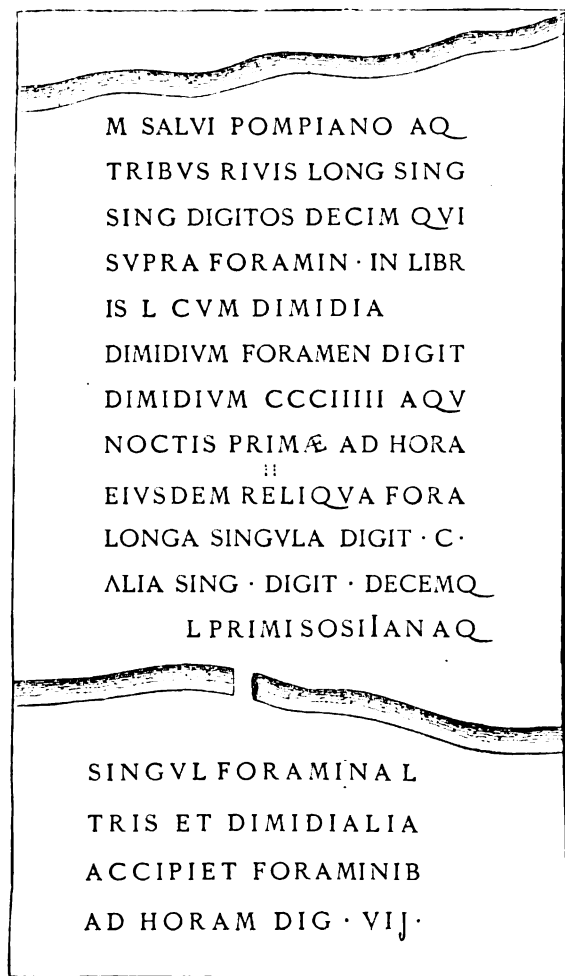 M SALVI POMPIANO AQ
TRIBVS RIVIS LONG SING
SING DIGITOS DECIM QVI
SVPRA FORAMIN · IN LIBR
IS L CVM DIMIDIA
DIMIDIVM FORAMEN DIGIT
DIMIDIVM CCCIIIII AQV
NOCTIS PRIMÆ AD HORA
EIVSDEM RELIQVA FORA
LONGA SINGVLA DIGIT · C ·
ALIA SING · DIGIT · DECEMQ
L PRIMI SOSIIAN AQ
SINGVL FORAMINA L
TRIS ET DIMIDIALIA
ACCIPIET FORAMINIB
AD HORAM DIG · VIJ ·